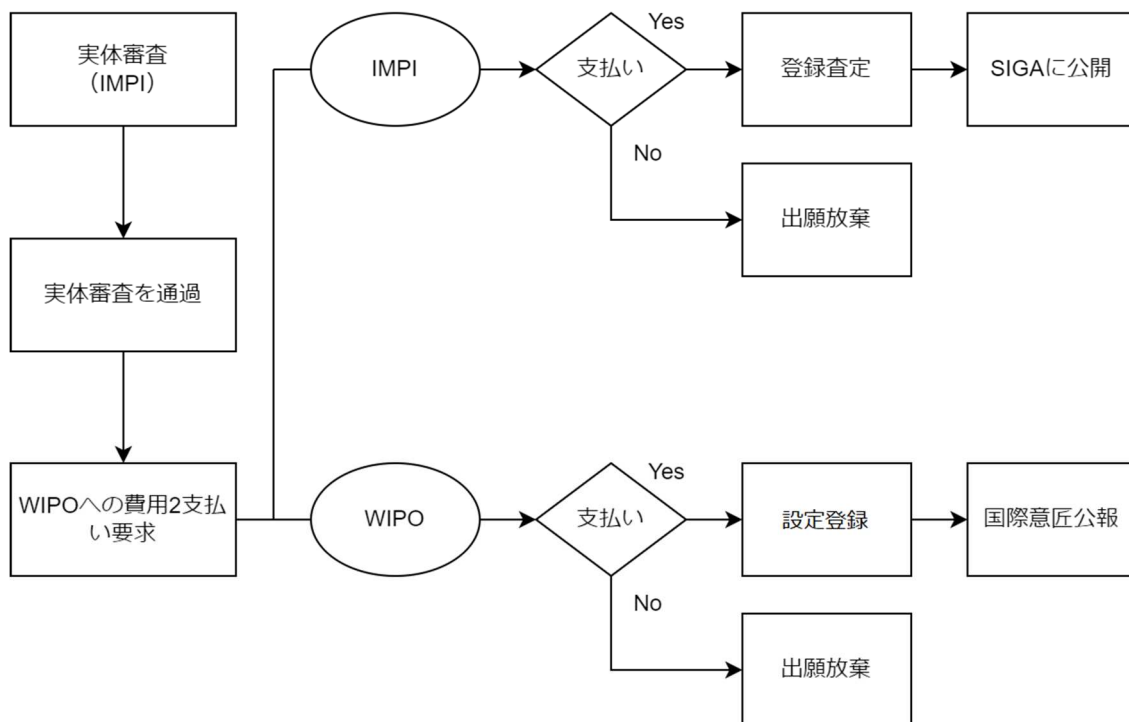 実体審査
（IMPI）
IMPI
支払い
Yes
登録査定
SIGAに公開
No
出願放棄
実体審査を通過
WIPOへの費用2支払
い要求
WIPO
支払い
Yes
設定登録
国際意匠公報
No
出願放棄